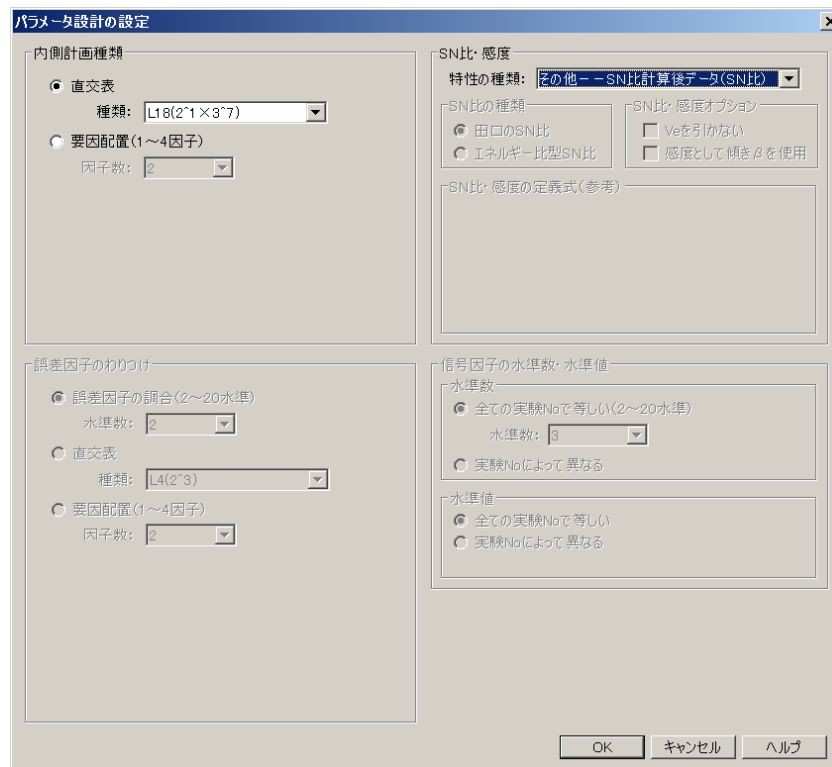 パラメータ設計の設定
内側計画種類
直交表
種類: L18(2^1×3^7)
要因配置(1～4因子)
因子数: 2
SN比・感度
特性の種類: その他－－SN比計算後データ(SN比)
SN比の種類
田口のSN比
エネルギー比型SN比
SN比・感度オプション
Veを引かない
感度として傾きβを使用
SN比・感度の定義式(参考)
誤差因子のわりつけ
誤差因子の調合(2～20水準)
水準数: 2
直交表
種類: L4(2^3)
要因配置(1～4因子)
因子数: 2
信号因子の水準数・水準値
水準数
全ての実験Noで等しい(2～20水準)
水準数: 3
実験Noによって異なる
水準値
全ての実験Noで等しい
実験Noによって異なる
OK キャンセル ヘルプ